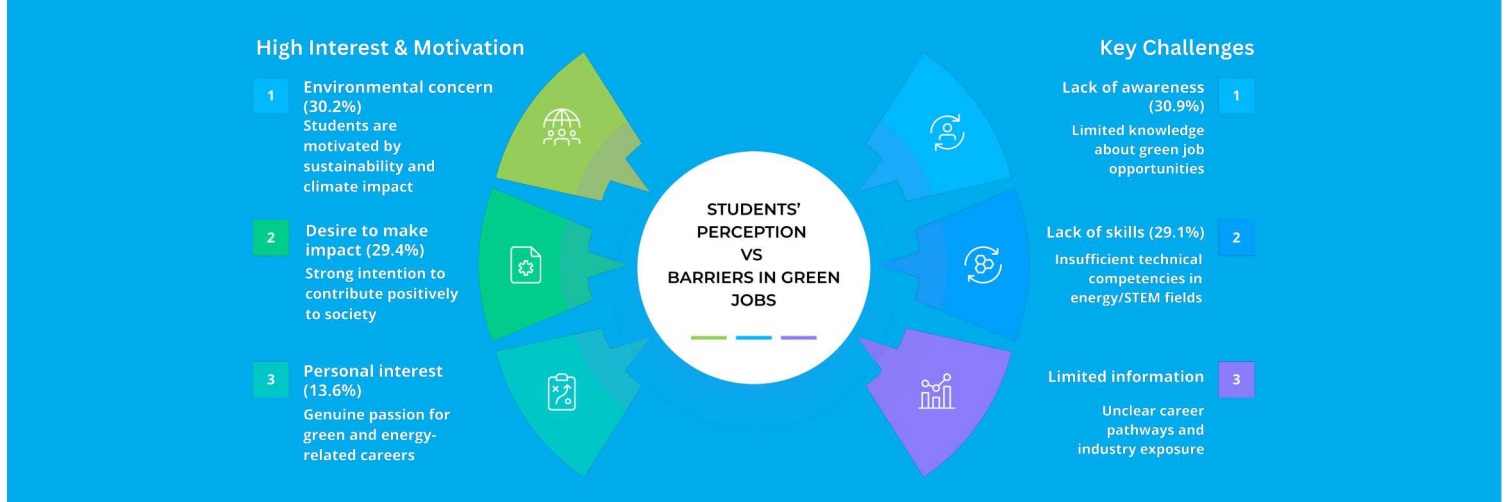 High Interest & Motivation
1
Environmental concern
(30.2%)
Students are
motivated by
sustainability and
climate impact
2
Desire to make
impact (29.4%)
Strong intention to
contribute positively
to society
3
Personal interest
(13.6%)
Genuine passion for
green and energy-
related careers
STUDENTS'
PERCEPTION
VS
BARRIERS IN GREEN
JOBS
Key Challenges
Lack of awareness
(30.9%)
1
Limited knowledge
about green job
opportunities
Lack of skills (29.1%)
2
Insufficient technical
competencies in
energy/STEM fields
Limited information
3
Unclear career
pathways and
industry exposure